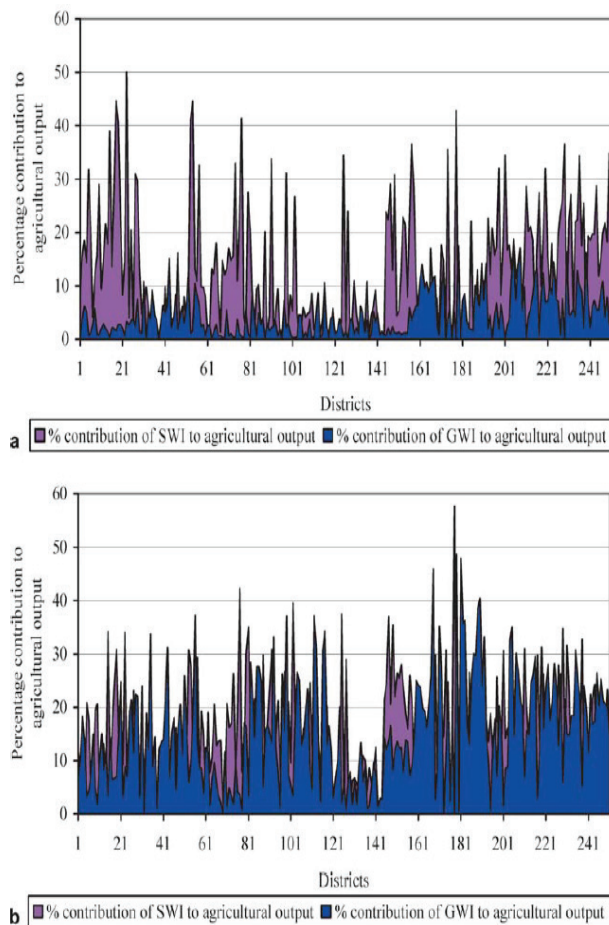 60
50
40
30
20
10
0
Percentage contribution to
agricultural output
1 21 41 61 81 101 121 141 161 181 201 221 241
Districts
a
% contribution of SWI to agricultural output % contribution of GWI to agricultural output
60
50
40
30
20
10
0
Percentage contribution to
agricultural output
1 21 41 61 81 101 121 141 161 181 201 221 241
Districts
b
% contribution of SWI to agricultural output % contribution of GWI to agricultural output